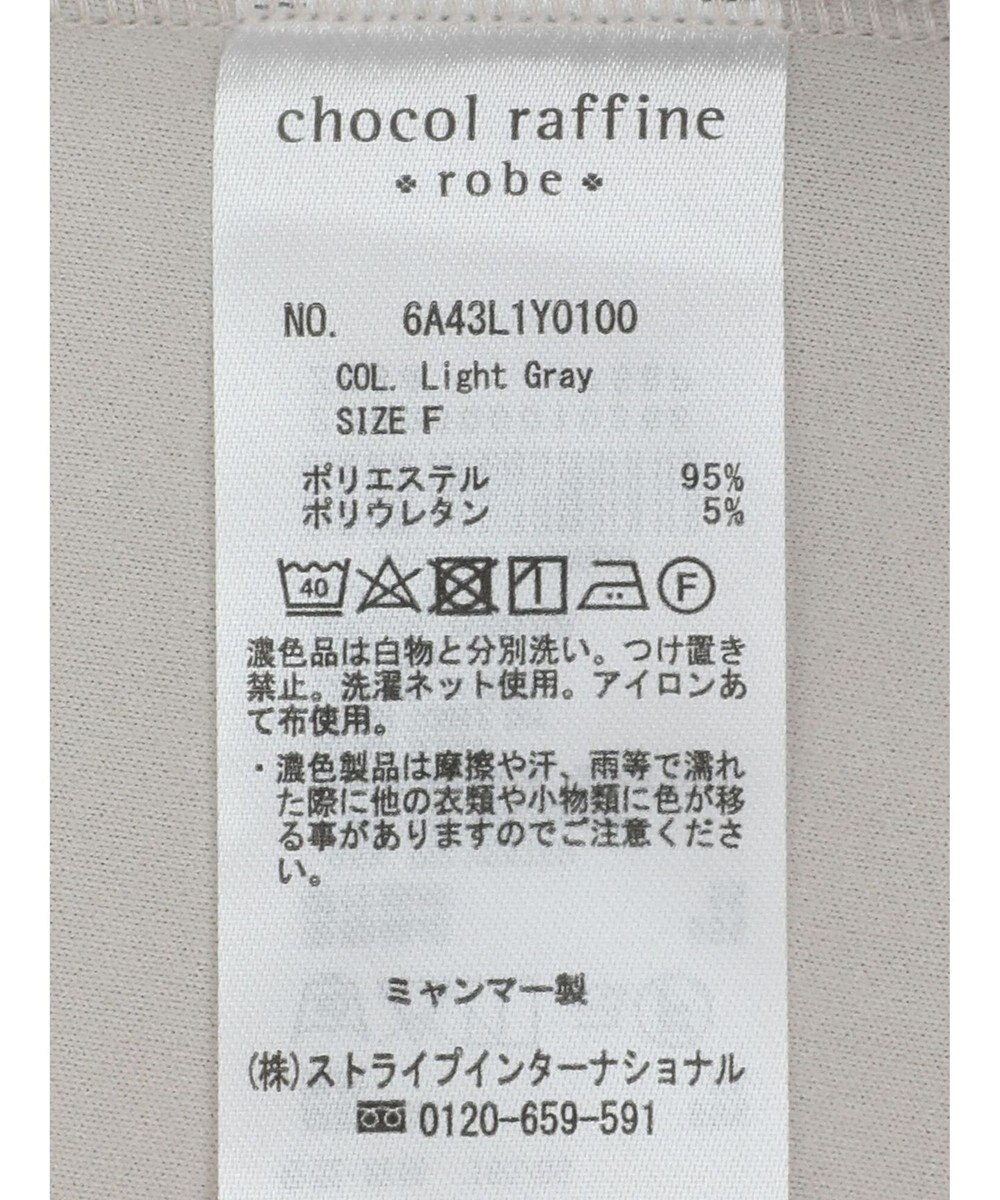 chocol raffine
robe
NO. 6A43L1Y0100
COL. Light Gray
SIZE F
ポリエステル 95%
ポリウレタン 5%
40 F
濃色品は白物と分別洗い。つけ置き
禁止。洗濯ネット使用。アイロンあ
て布使用。
・濃色製品は摩擦や汗、雨等で濡れ
た際に他の衣類や小物類に色が移
る事がありますのでご注意くださ
い。
ミャンマー製
(株)ストライプインターナショナル
0120-659-591